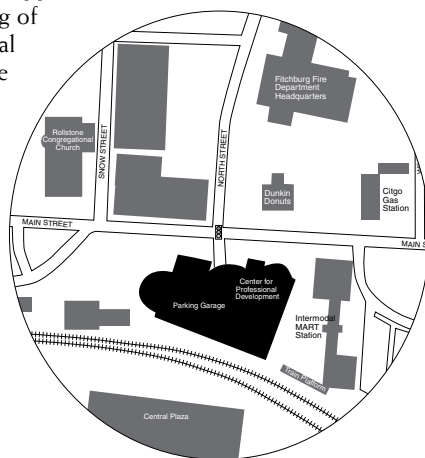 g of
al
e
Fitchburg Fire
Department
Headquarters
Rollstone
Congregational
Church
SNOW STREET
NORTH STREET
Dunkin
Donuts
Citgo
Gas
Station
MAIN STREET
MAIN S
Center for
Professional
Development
Parking Garage
Intermodal
MART
Station
Train Platform
Central Plaza